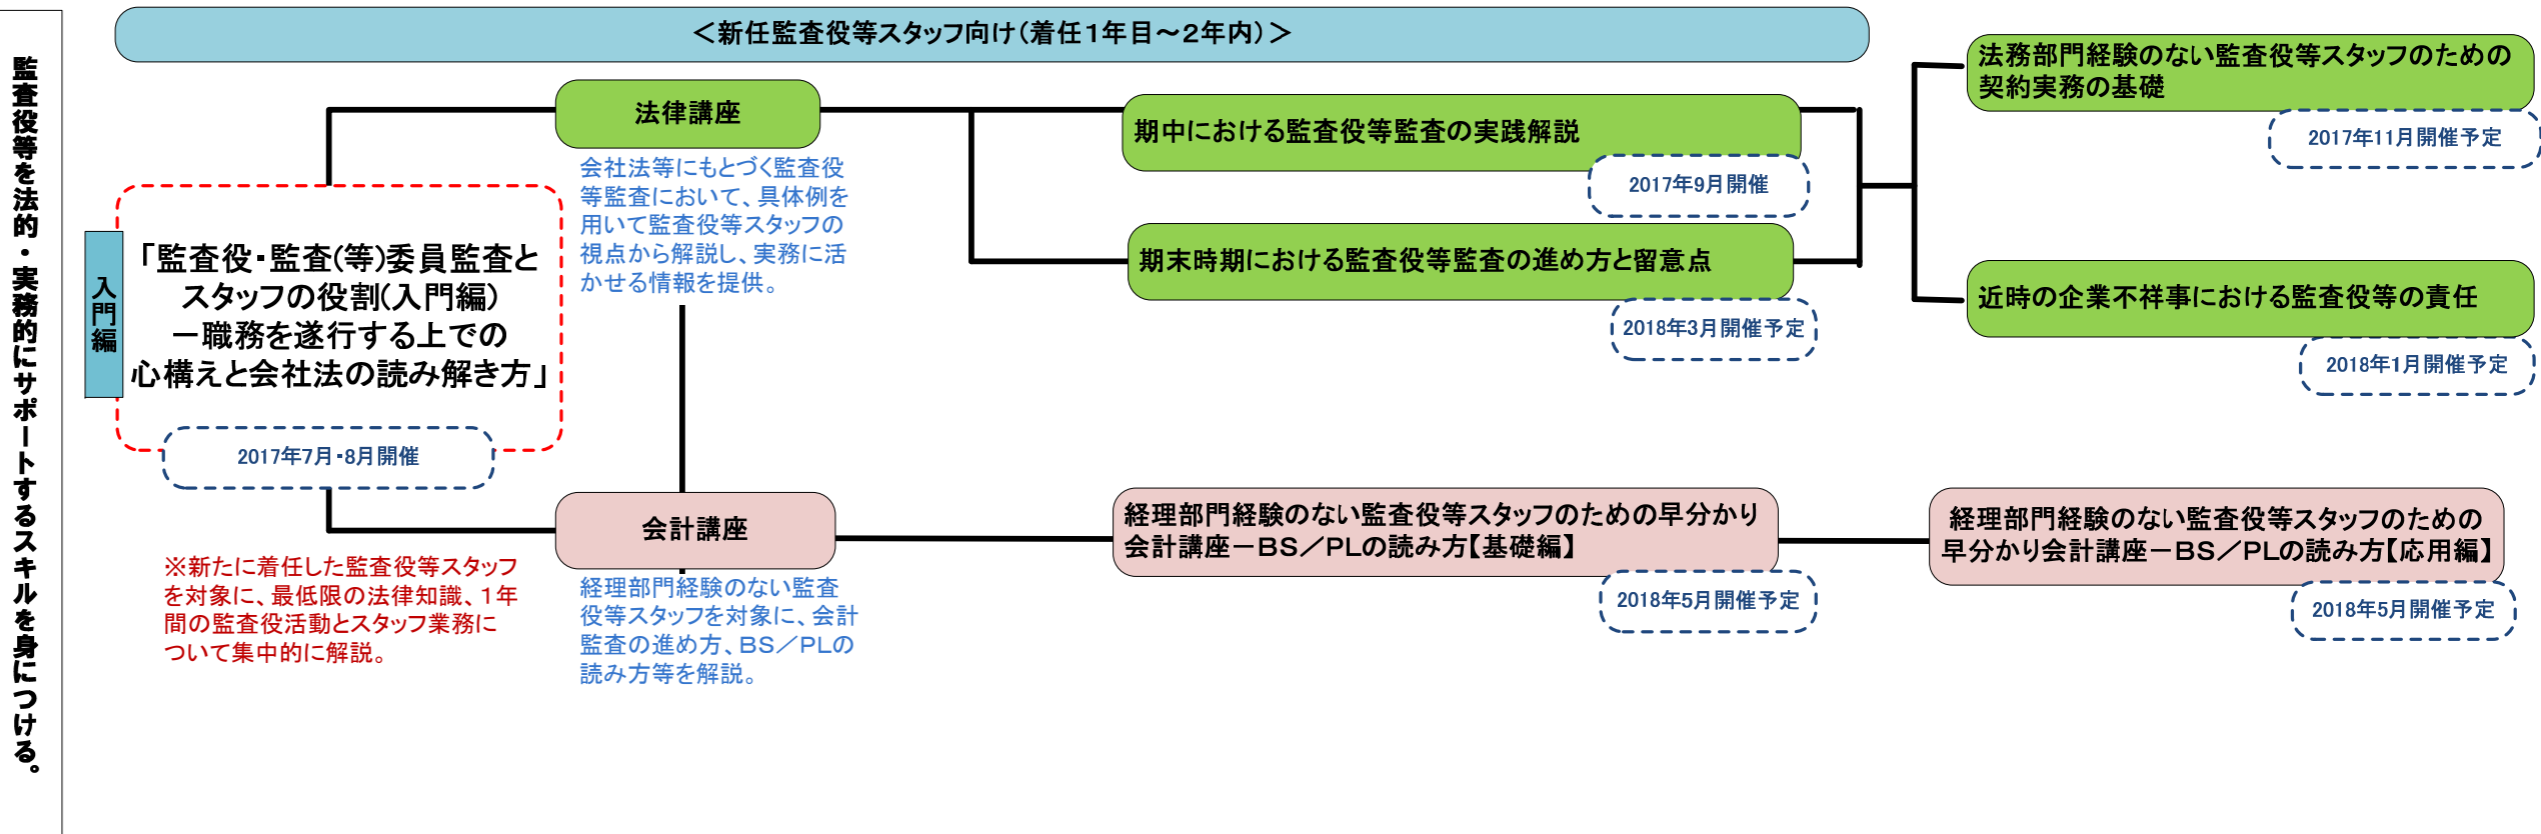 監査役等を法的・実務的にサポートするスキルを身につける。
＜新任監査役等スタッフ向け（着任１年目～２年内）＞
入門編
「監査役・監査(等)委員監査と
スタッフの役割(入門編)
－職務を遂行する上での
心構えと会社法の読み解き方」
2017年7月・8月開催
※新たに着任した監査役等スタッフ
を対象に、最低限の法律知識、１年
間の監査役活動とスタッフ業務に
ついて集中的に解説。
法律講座
会社法等にもとづく監査役
等監査において、具体例を
用いて監査役等スタッフの
視点から解説し、実務に活
かせる情報を提供。
期中における監査役等監査の実践解説
2017年9月開催
期末時期における監査役等監査の進め方と留意点
2018年3月開催予定
法務部門経験のない監査役等スタッフのための
契約実務の基礎
2017年11月開催予定
近時の企業不祥事における監査役等の責任
2018年1月開催予定
会計講座
経理部門経験のない監査
役等スタッフを対象に、会計
監査の進め方、ＢＳ／ＰＬの
読み方等を解説。
経理部門経験のない監査役等スタッフのための早分かり
会計講座－ＢＳ／ＰＬの読み方【基礎編】
2018年5月開催予定
経理部門経験のない監査役等スタッフのための
早分かり会計講座－ＢＳ／ＰＬの読み方【応用編】
2018年5月開催予定